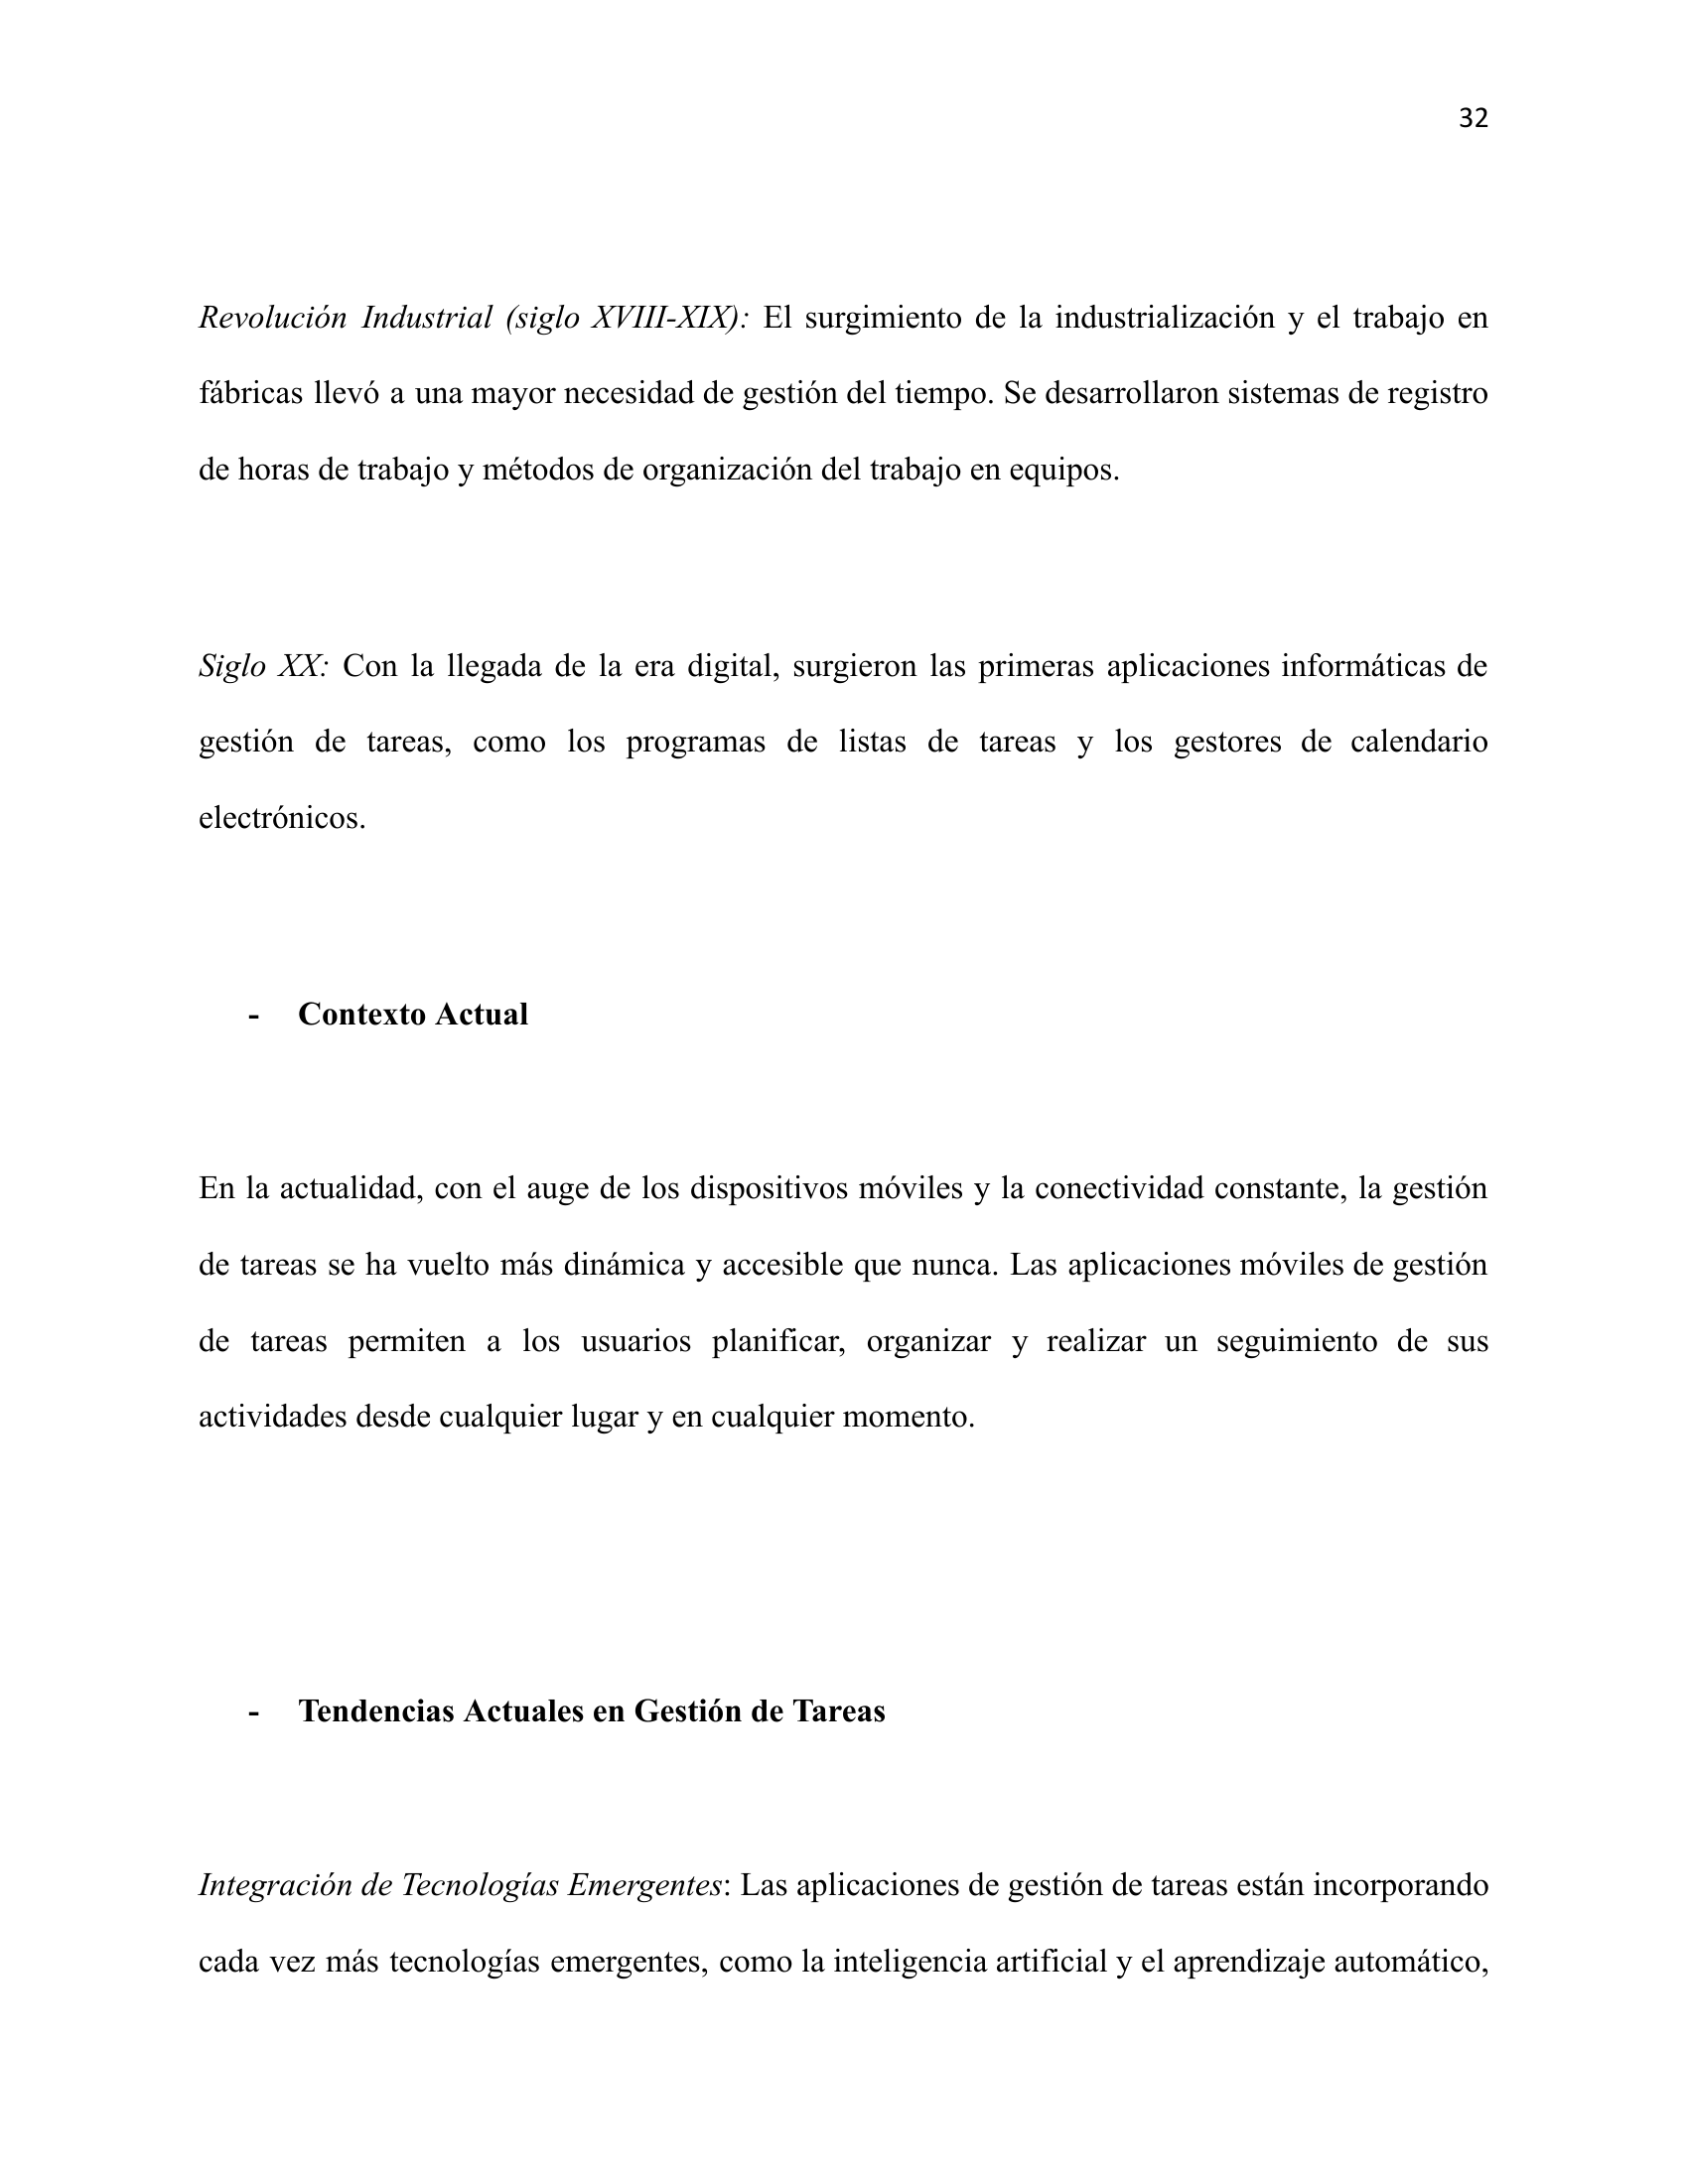 32
Revolución Industrial (siglo XVIII-XIX): El surgimiento de la industrialización y el trabajo en
fábricas llevó a una mayor necesidad de gestión del tiempo. Se desarrollaron sistemas de registro
de horas de trabajo y métodos de organización del trabajo en equipos.
Siglo XX: Con la llegada de la era digital, surgieron las primeras aplicaciones informáticas de
gestión de tareas, como los programas de listas de tareas y los gestores de calendario
electrónicos.
- Contexto Actual
En la actualidad, con el auge de los dispositivos móviles y la conectividad constante, la gestión
de tareas se ha vuelto más dinámica y accesible que nunca. Las aplicaciones móviles de gestión
de tareas permiten a los usuarios planificar, organizar y realizar un seguimiento de sus
actividades desde cualquier lugar y en cualquier momento.
- Tendencias Actuales en Gestión de Tareas
Integración de Tecnologías Emergentes: Las aplicaciones de gestión de tareas están incorporando
cada vez más tecnologías emergentes, como la inteligencia artificial y el aprendizaje automático,